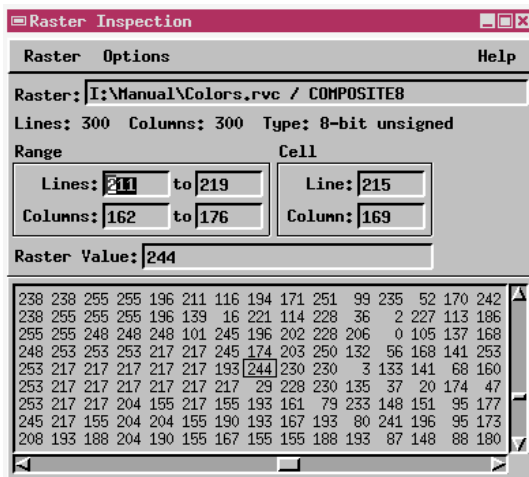 Raster Inspection
Raster Options Help
Raster: I:\Manual\Colors.rvc / COMPOSITE8
Lines: 300 Columns: 300 Type: 8-bit unsigned
Range Cell
Lines: 211 to 219 Line: 215
Columns: 162 to 176 Column: 169
Raster Value: 244
238 238 255 255 196 211 116 194 171 251 99 235 52 170 242
238 255 255 255 196 139 16 221 114 228 36 2 227 113 186
255 255 248 248 248 101 245 196 202 228 206 0 105 137 168
248 253 253 253 217 217 245 174 203 250 132 56 168 141 253
253 217 217 217 217 217 193 244 230 230 3 133 141 68 160
253 217 217 217 217 217 217 29 228 230 135 37 20 174 47
253 217 217 204 155 217 155 193 161 79 233 148 151 95 177
245 217 155 204 204 155 190 193 167 193 80 241 196 95 173
208 193 188 204 190 155 167 155 155 188 193 87 148 88 180